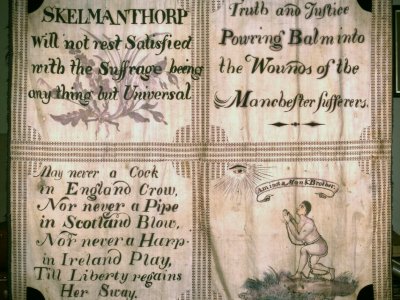 SKELMANTHORP
Will not rest Satisfied
with the Suffrage being
any thing but Universal
Truth and Justice
Powring Balm into
the Wounds of the
Manchester sufferers.
May never a Cock
in England Crow,
Nor never a Pipe
in Scotland Blow,
Nor never a Harp
in Ireland Play,
Till Liberty regains
Her Sway.
Am not a Man & Brother